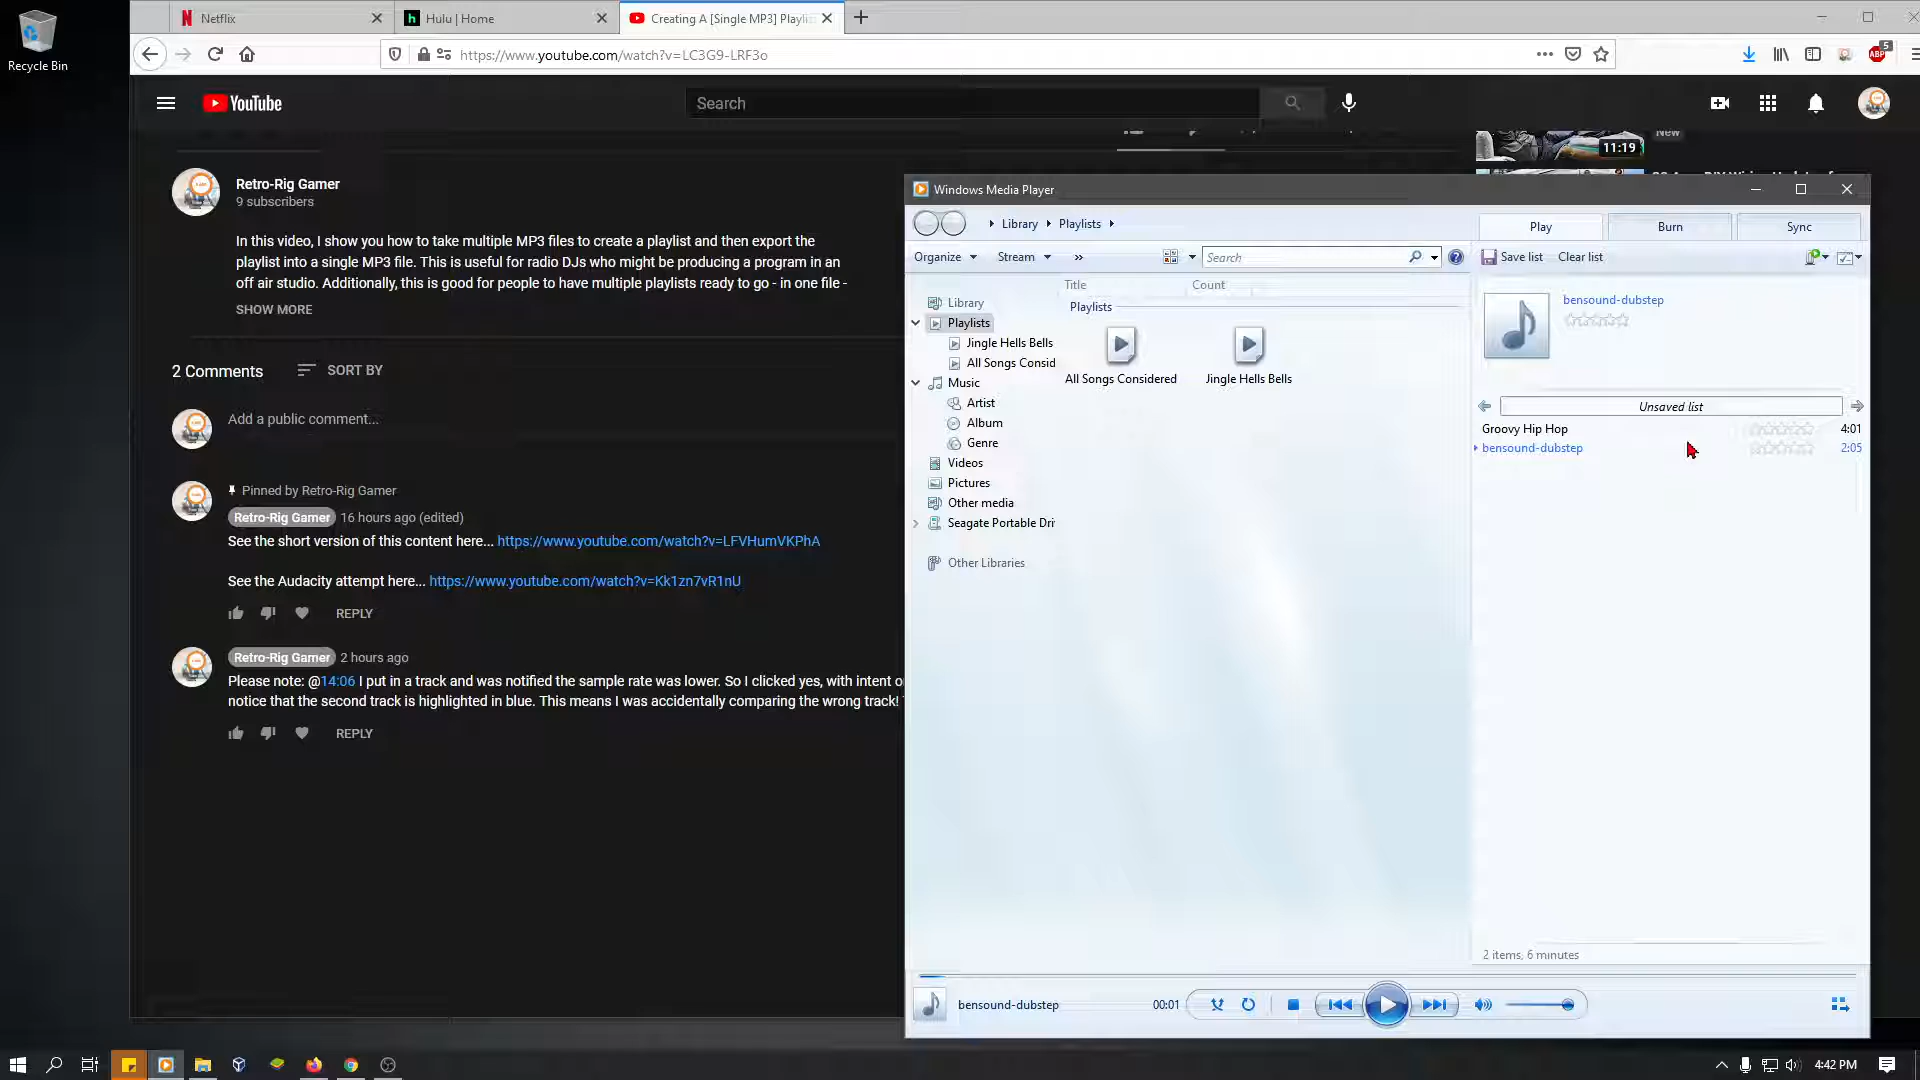 Recycle Bin
Netflix
Hulu | Home
Creating A [Single MP3] Playlis
https://www.youtube.com/watch?v=LC3G9-LRF3o
ABP
5
YouTube
Search
New
11:19
Retro-Rig Gamer
9 subscribers
In this video, I show you how to take multiple MP3 files to create a playlist and then export the
playlist into a single MP3 file. This is useful for radio DJs who might be producing a program in an
off air studio. Additionally, this is good for people to have multiple playlists ready to go - in one file -
SHOW MORE
2 Comments
SORT BY
Add a public comment...
Pinned by Retro-Rig Gamer
Retro-Rig Gamer 16 hours ago (edited)
See the short version of this content here... https://www.youtube.com/watch?v=LFVHumVKPhA
See the Audacity attempt here... https://www.youtube.com/watch?v=Kk1zn7vR1nU
REPLY
Retro-Rig Gamer 2 hours ago
Please note: @14:06 I put in a track and was notified the sample rate was lower. So I clicked yes, with intent o
notice that the second track is highlighted in blue. This means I was accidentally comparing the wrong track!
REPLY
Windows Media Player
Library
Playlists
Play
Burn
Sync
Organize
Stream
»
Search
Save list
Clear list
Title
Count
Library
Playlists
Jingle Hells Bells
All Songs Consid
Music
Artist
Album
Genre
Videos
Pictures
Other media
Seagate Portable Dri
Other Libraries
Playlists
All Songs Considered
Jingle Hells Bells
bensound-dubstep
Unsaved list
Groovy Hip Hop 4:01
bensound-dubstep 2:05
2 items, 6 minutes
bensound-dubstep
00:01
4:42 PM